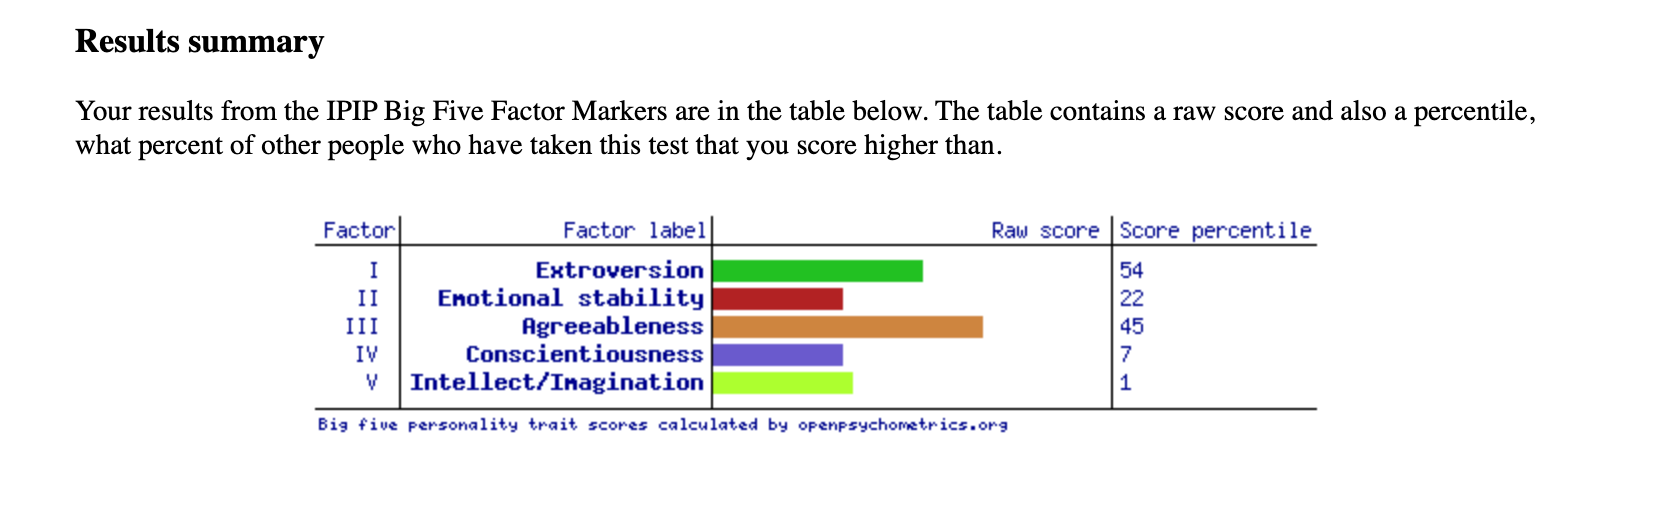 Results summary
Your results from the IPIP Big Five Factor Markers are in the table below. The table contains a raw score and also a percentile,
what percent of other people who have taken this test that you score higher than.
Factor Factor label Raw score Score percentile
I Extroversion 54
II Emotional stability 22
III Agreeableness 45
IV Conscientiousness 7
V Intellect/Imagination 1
Big five personality trait scores calculated by openpsychometrics.org